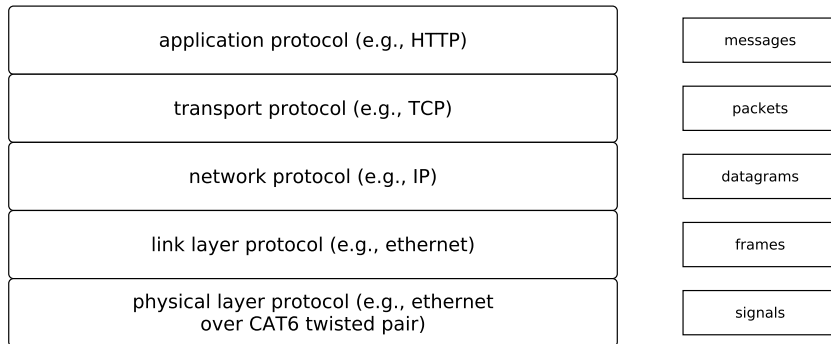 application protocol (e.g., HTTP)
messages
transport protocol (e.g., TCP)
packets
network protocol (e.g., IP)
datagrams
link layer protocol (e.g., ethernet)
frames
physical layer protocol (e.g., ethernet
over CAT6 twisted pair)
signals